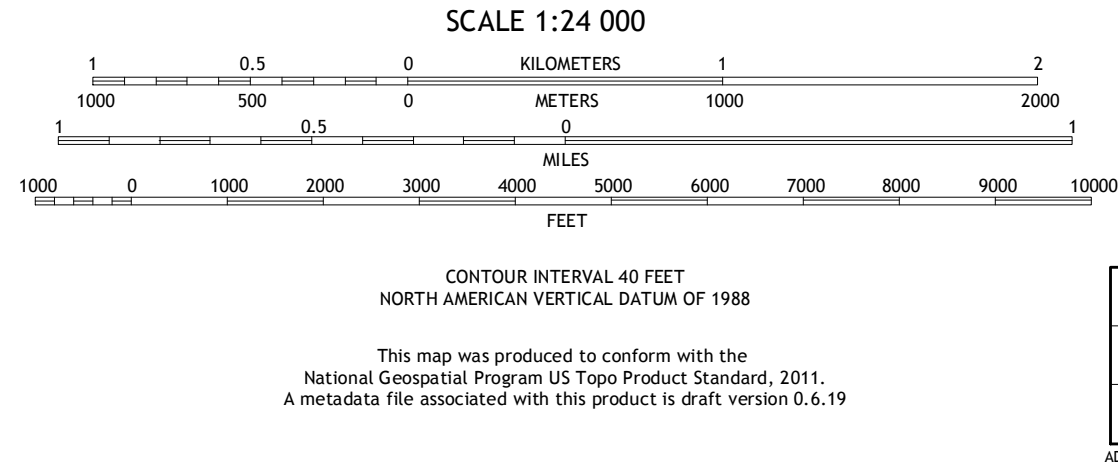 SCALE 1:24 000
1 0.5 0 KILOMETERS 1 2
1000 500 0 METERS 1000 2000
1 0.5 0 1
MILES
1000 0 1000 2000 3000 4000 5000 6000 7000 8000 9000 10000
FEET
CONTOUR INTERVAL 40 FEET
NORTH AMERICAN VERTICAL DATUM OF 1988
This map was produced to conform with the
National Geospatial Program US Topo Product Standard, 2011.
A metadata file associated with this product is draft version 0.6.19